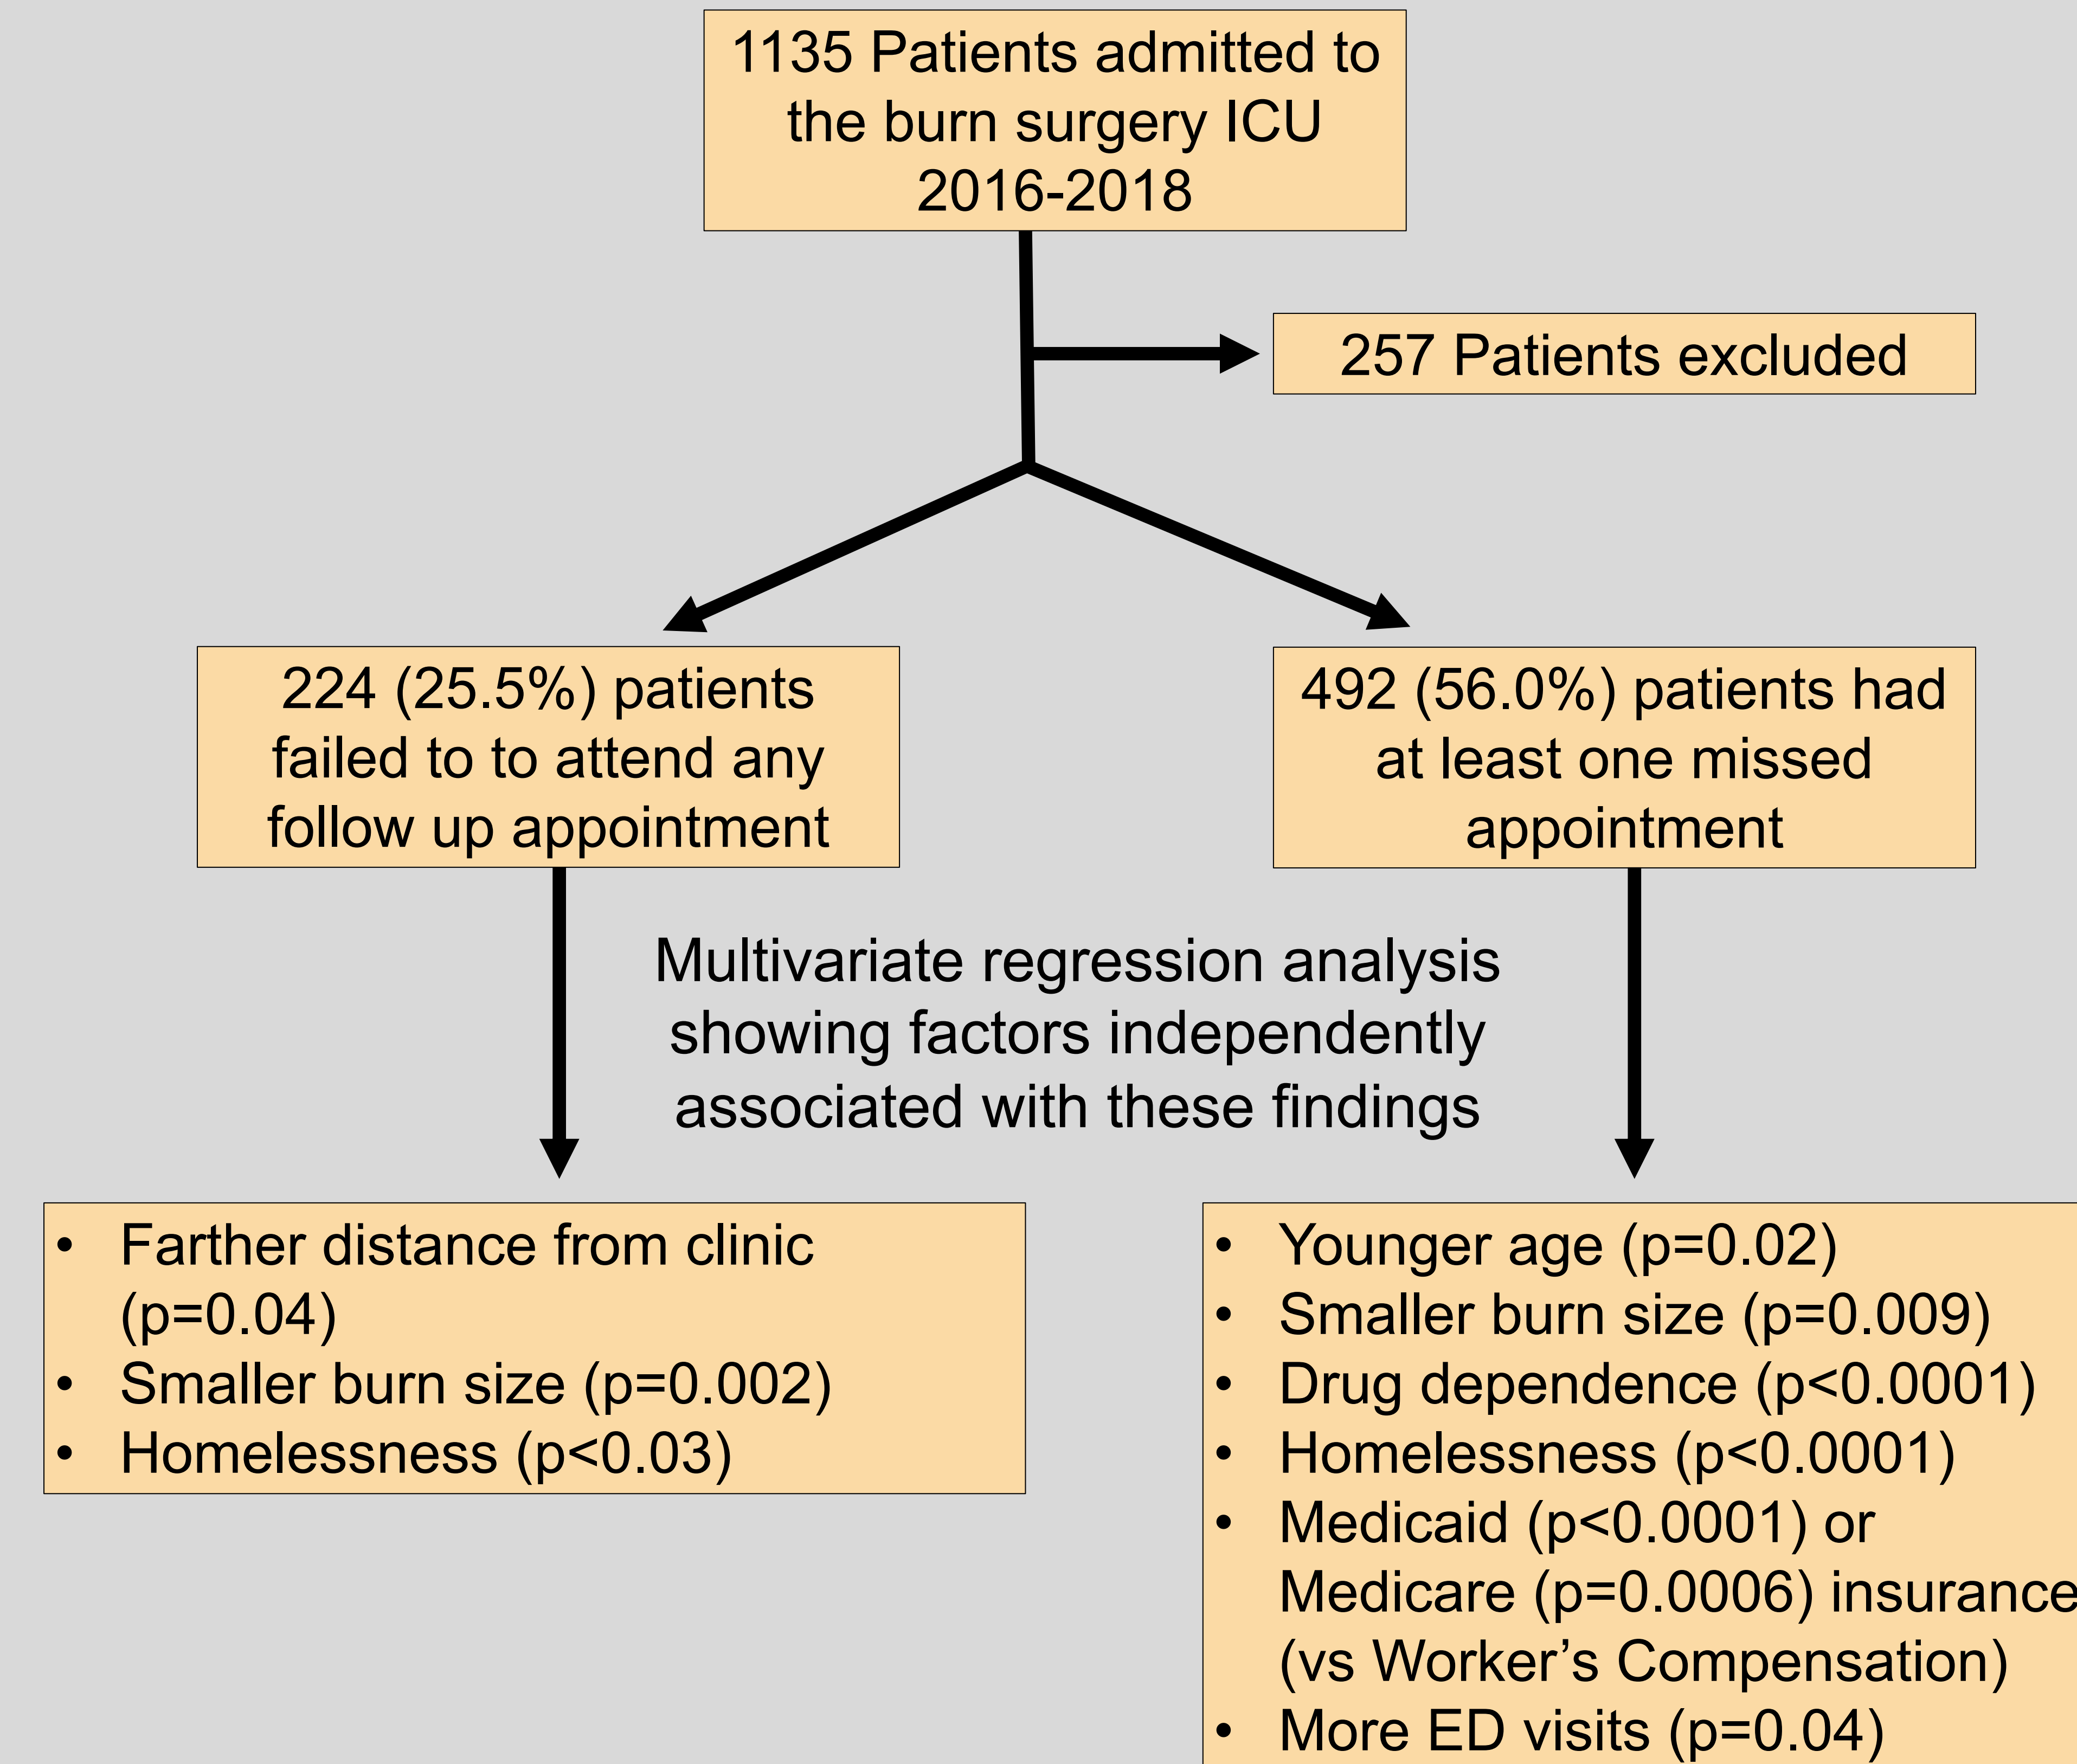 1135 Patients admitted to
the burn surgery ICU
2016-2018
257 Patients excluded
224 (25.5%) patients
failed to to attend any
follow up appointment
492 (56.0%) patients had
at least one missed
appointment
Multivariate regression analysis
showing factors independently
associated with these findings
• Farther distance from clinic
(p=0.04)
• Smaller burn size (p=0.002)
• Homelessness (p<0.03)
• Younger age (p=0.02)
• Smaller burn size (p=0.009)
• Drug dependence (p<0.0001)
• Homelessness (p<0.0001)
• Medicaid (p<0.0001) or
Medicare (p=0.0006) insurance
(vs Worker’s Compensation)
• More ED visits (p=0.04)